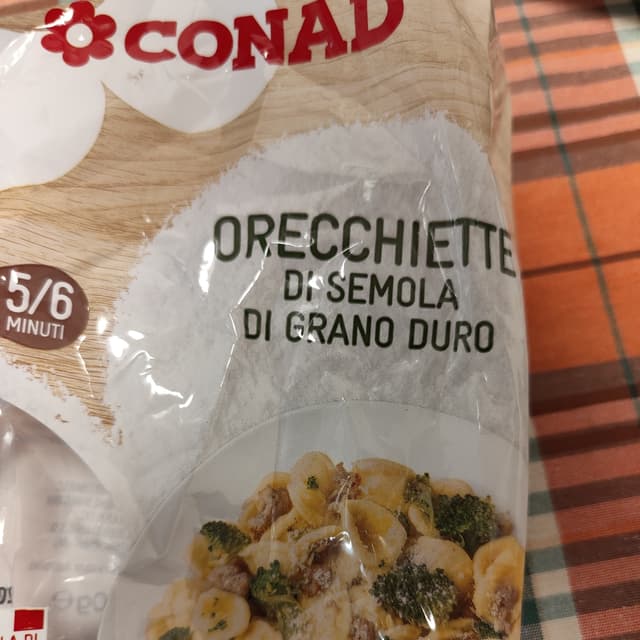 CONAD
ORECCHIETTE
DI SEMOLA
DI GRANO DURO
5/6
MINUTI